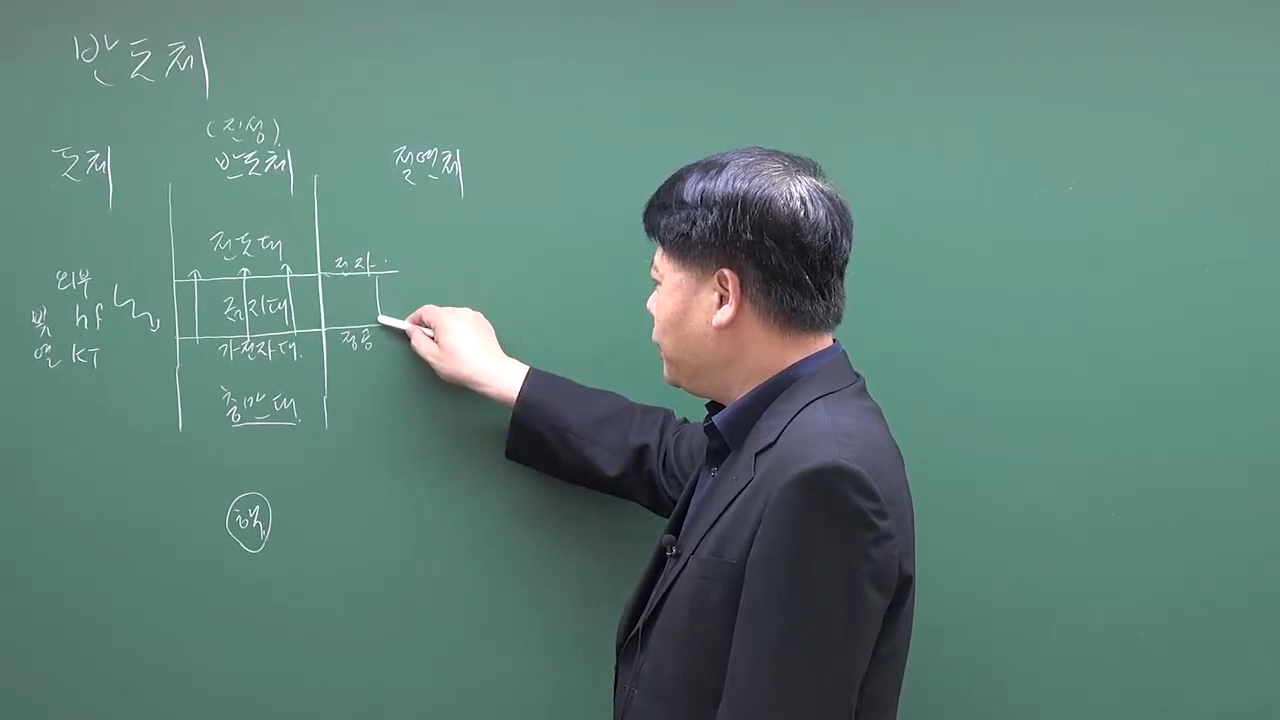 반도체
(진성)
도체 반도체 절연체
전도대
외부
빛 hf
열 KT
금지대
전자
가전자대
정공
충만대
핵